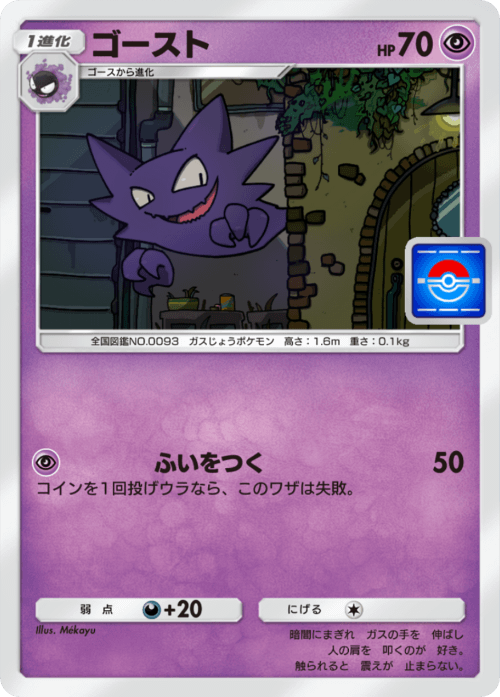 1進化
ゴースト
HP70
ゴースから進化
全国図鑑NO.0093 ガスじょうポケモン 高さ：1.6m 重さ：0.1kg
ふいをつく 50
コインを1回投げウラなら、このワザは失敗。
弱点 +20
にげる
Illus. Mékayu
暗闇にまぎれ ガスの手を 伸ばし
人の肩を 叩くのが 好き。
触られると 震えが 止まらない。